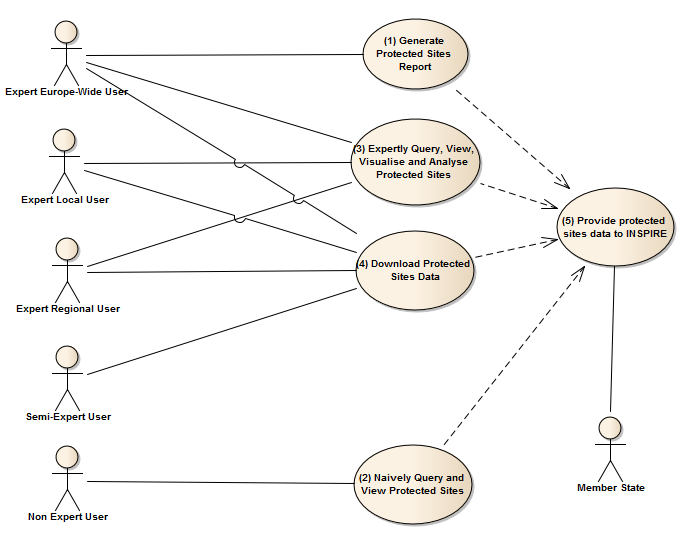 (1) Generate
Protected Sites
Report
Expert Europe-Wide User
(3) Expertly Query, View,
Visualise and Analyse
Protected Sites
Expert Local User
(5) Provide protected
sites data to INSPIRE
(4) Download Protected
Sites Data
Expert Regional User
Semi-Expert User
(2) Naively Query and
View Protected Sites
Member State
Non Expert User